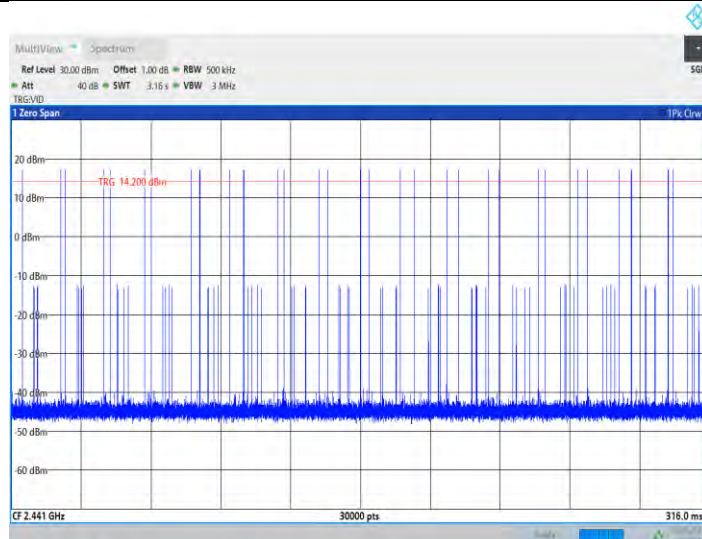 MultiView Spectrum
Ref Level 30.00 dBm Offset 1.00 dB RBW 500 kHz
SGL
Att 40 dB SWT 3.16 s VBW 3 MHz
TRG:VID
1 Zero Span 1Pk Clrw
20 dBm
TRG 14.200 dBm
10 dBm
0 dBm
-10 dBm
-20 dBm
-30 dBm
-40 dBm
-50 dBm
-60 dBm
CF 2.441 GHz 30000 pts 316.0 ms